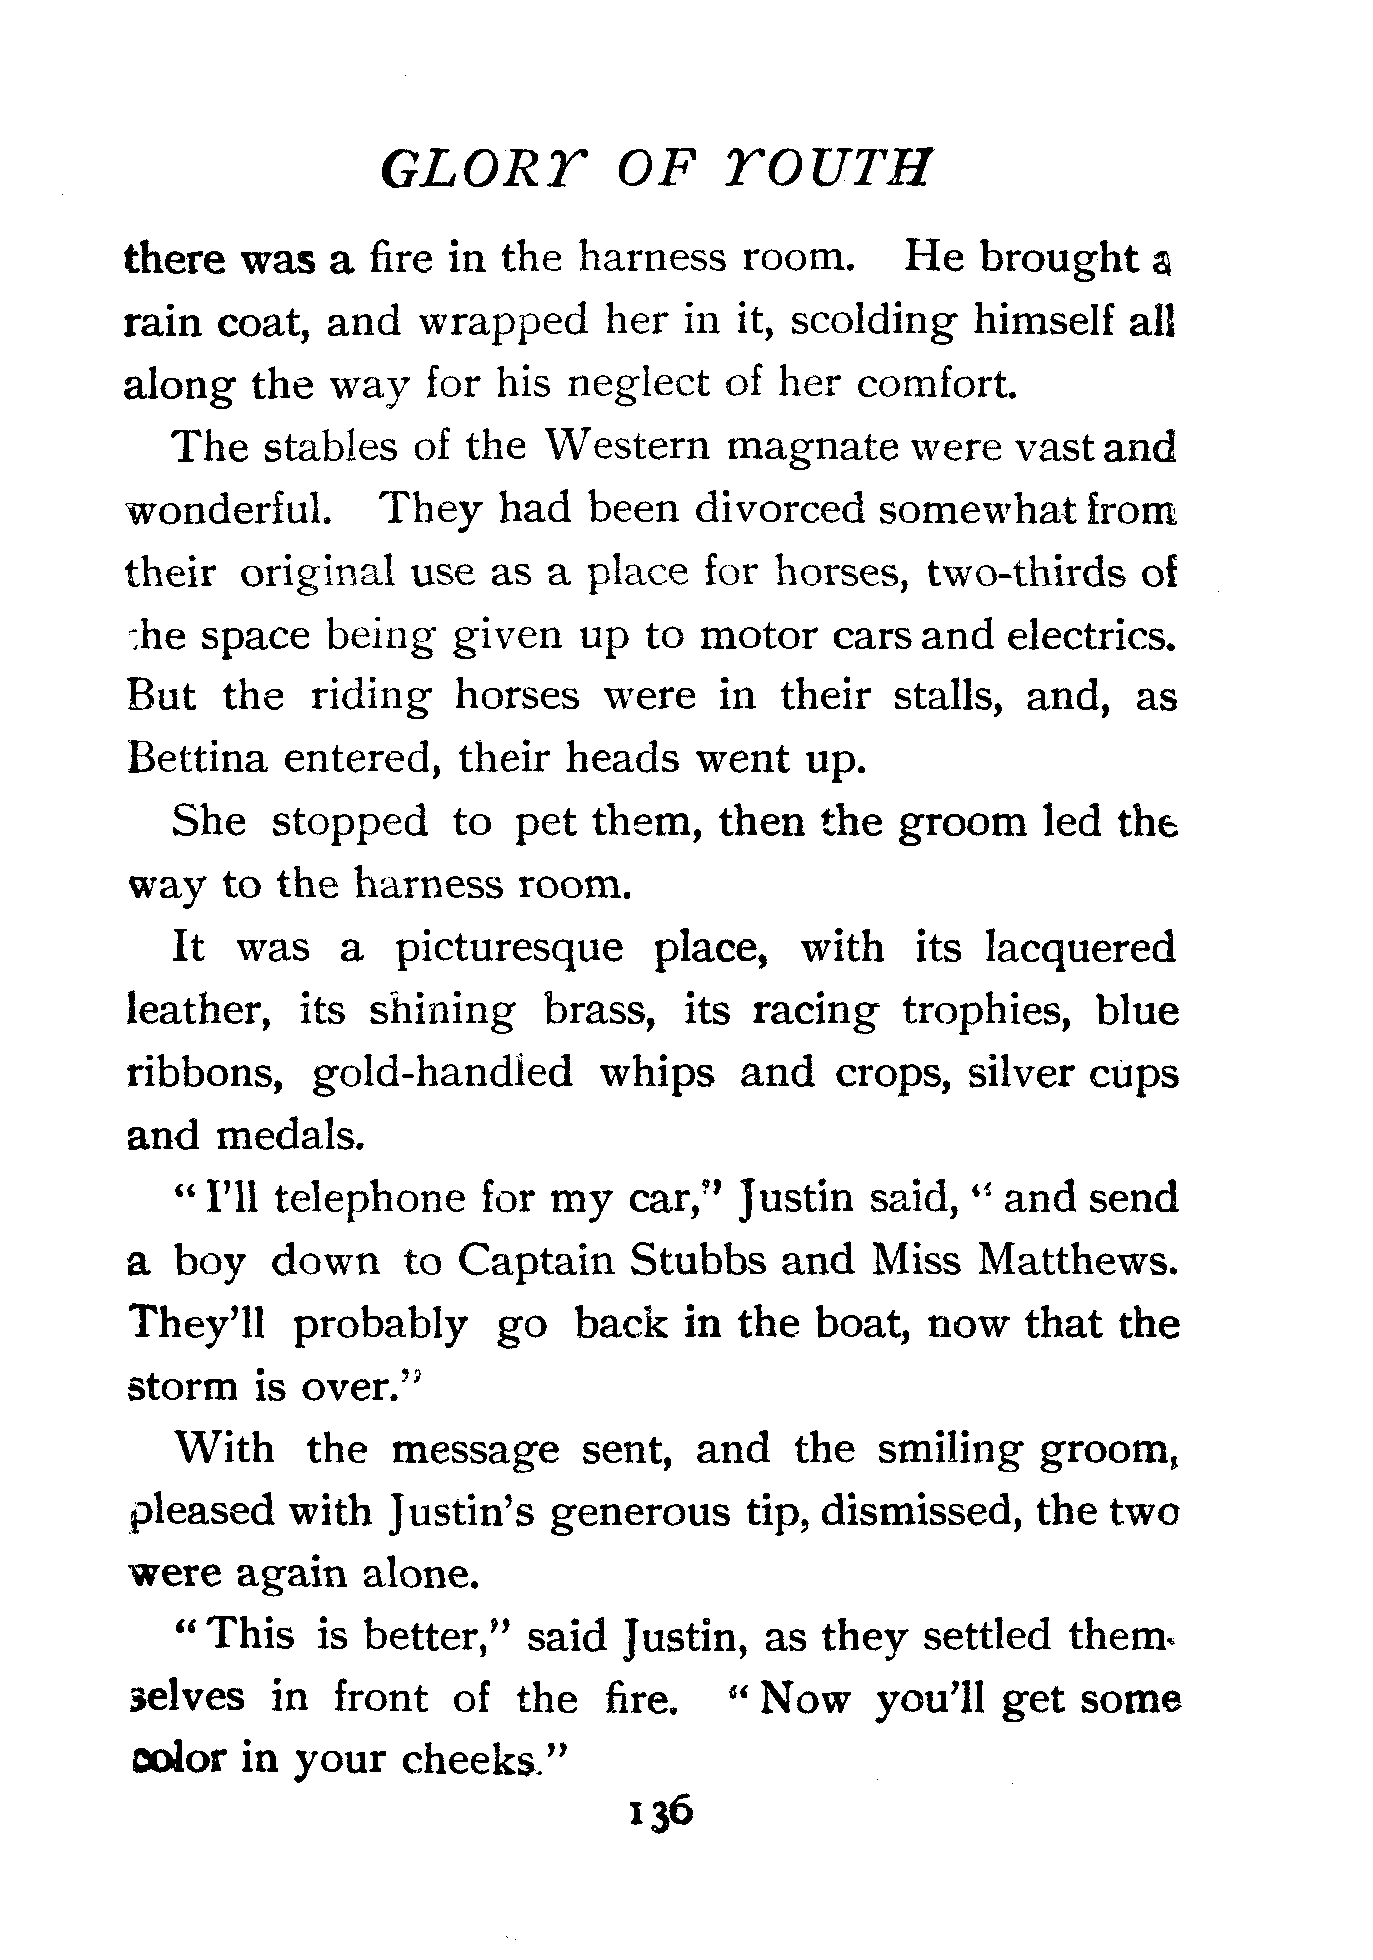 GLORY OF YOUTH
there was a fire in the harness room. He brought a
rain coat, and wrapped her in it, scolding himself all
along the way for his neglect of her comfort.
The stables of the Western magnate were vast and
wonderful. They had been divorced somewhat from
their original use as a place for horses, two-thirds of
the space being given up to motor cars and electrics.
But the riding horses were in their stalls, and, as
Bettina entered, their heads went up.
She stopped to pet them, then the groom led the
way to the harness room.
It was a picturesque place, with its lacquered
leather, its shining brass, its racing trophies, blue
ribbons, gold-handled whips and crops, silver cups
and medals.
"I'll telephone for my car," Justin said, "and send
a boy down to Captain Stubbs and Miss Matthews.
They'll probably go back in the boat, now that the
storm is over."
With the message sent, and the smiling groom,
pleased with Justin's generous tip, dismissed, the two
were again alone.
"This is better," said Justin, as they settled them-
selves in front of the fire. "Now you'll get some
color in your cheeks."
136